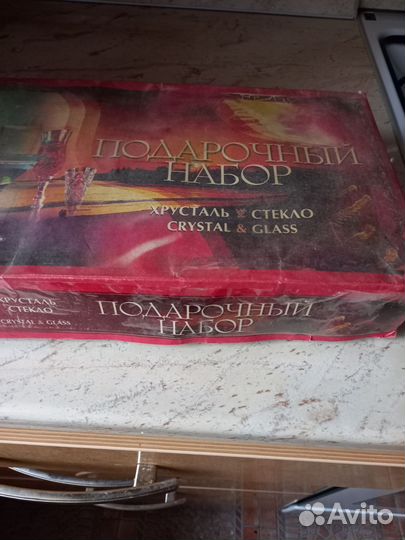 ПОДАРОЧНЫЙ
НАБОР
ХРУСТАЛЬ & СТЕКЛО
CRYSTAL & GLASS
ХРУСТАЛЬ
СТЕКЛО
CRYSTAL & GLASS
ПОДАРОЧНЫЙ
НАБОР
Avito